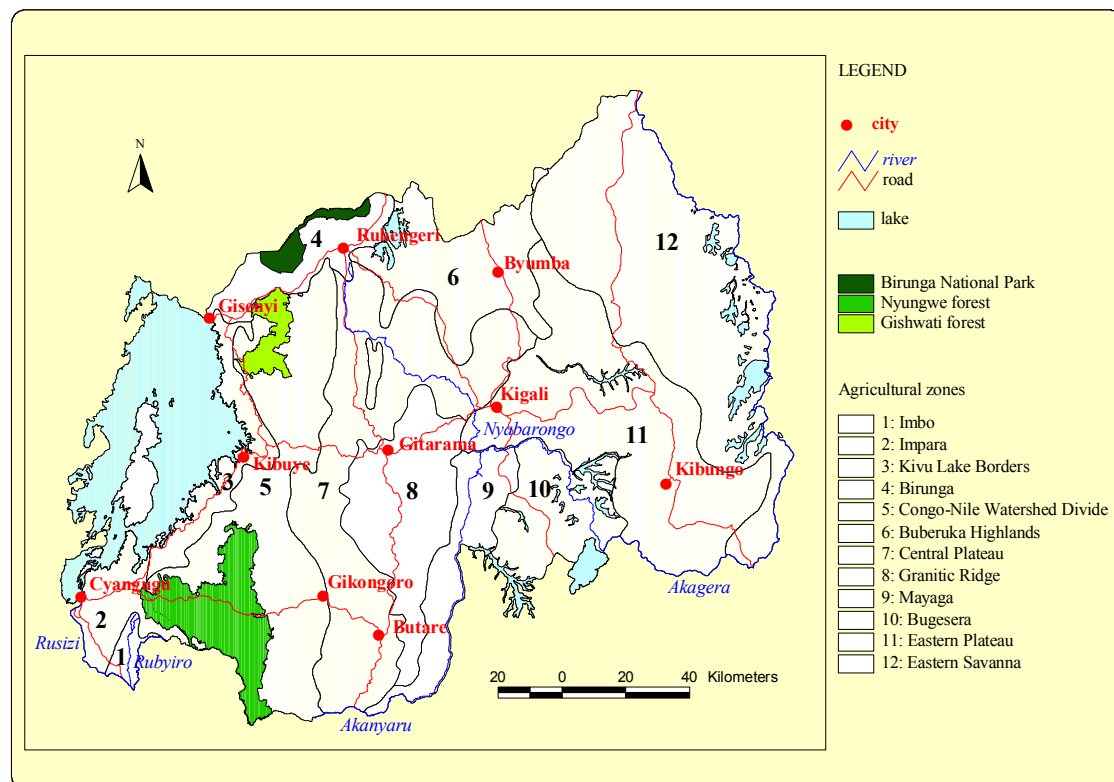 LEGEND
city
river
road
lake
Birunga National Park
Nyungwe forest
Gishwati forest
Agricultural zones
1: Imbo
2: Impara
3: Kivu Lake Borders
4: Birunga
5: Congo-Nile Watershed Divide
6: Buberuka Highlands
7: Central Plateau
8: Granitic Ridge
9: Mayaga
10: Bugesera
11: Eastern Plateau
12: Eastern Savanna
N
4
Ruhengeri
12
6
Byumba
Gisenyi
Kigali
Nyabarongo
11
Gitarama
Kibuye
3
5
7
8
9
10
Kibungo
Akagera
Cyangugu
Gikongoro
2
Butare
Rusizi
1
Rubyiro
20 0 20 40 Kilometers
Akanyaru